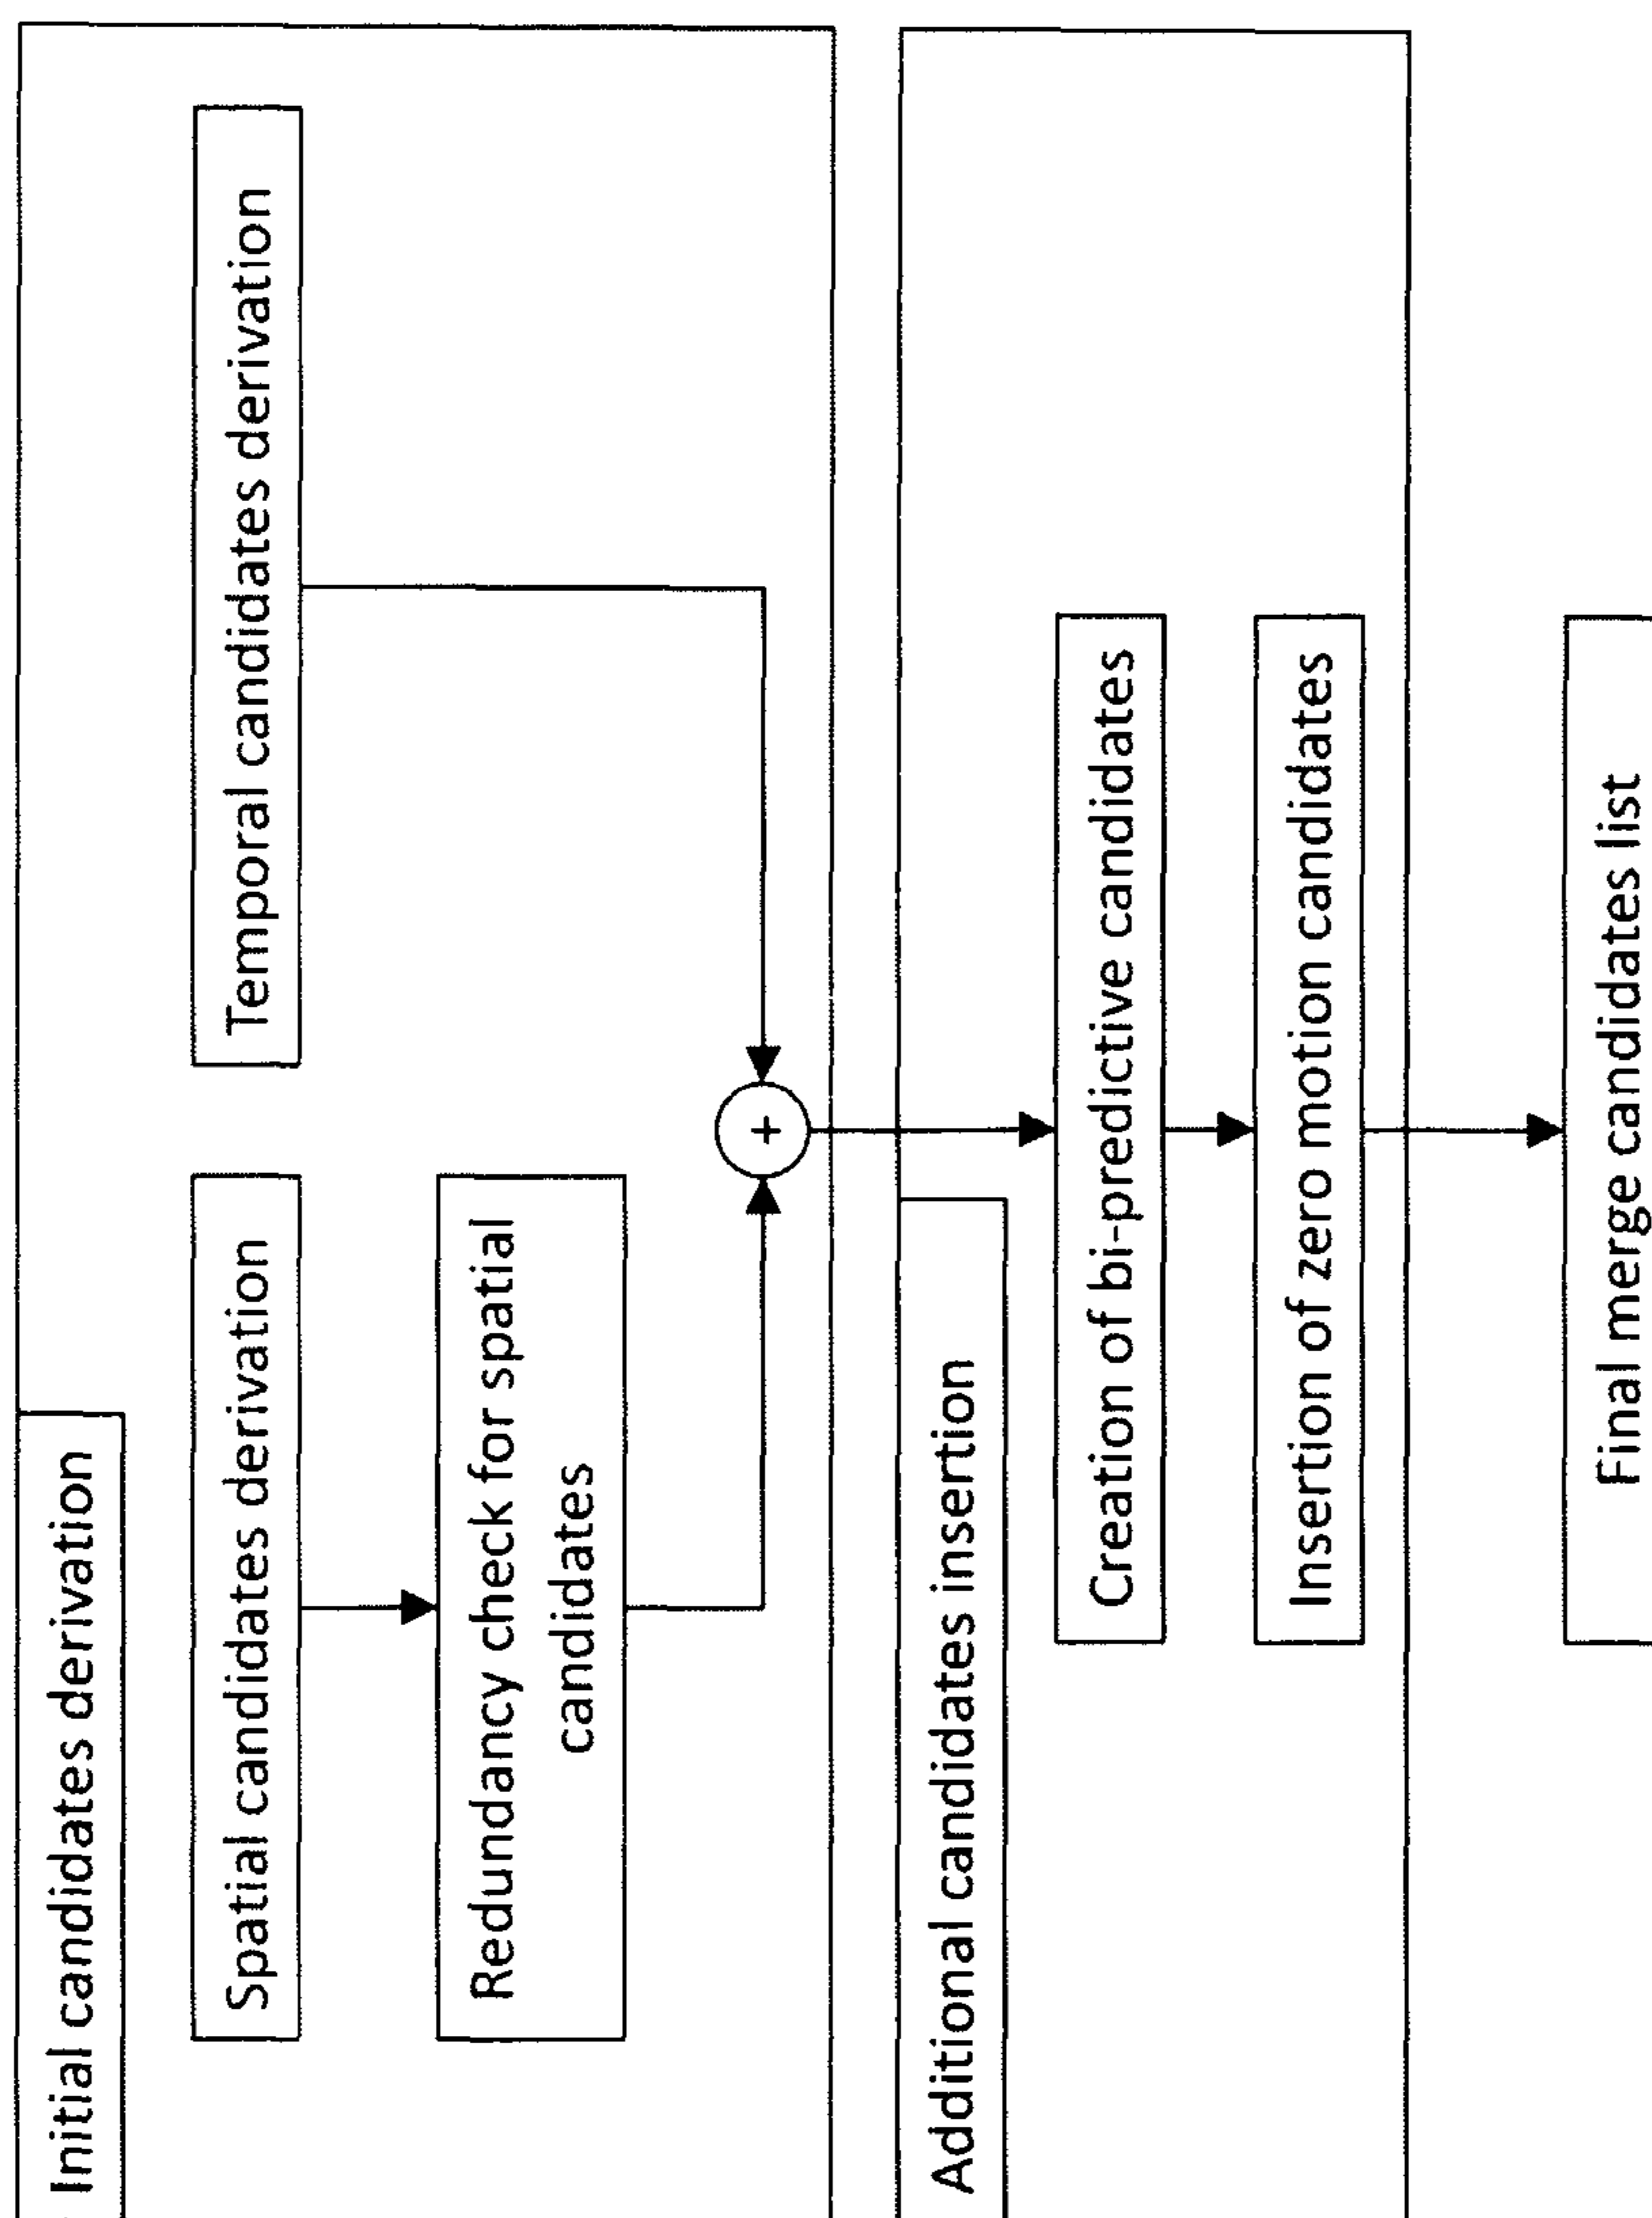 Initial candidates derivation
Spatial candidates derivation
Temporal candidates derivation
Redundancy check for spatial
candidates
+
Additional candidates insertion
Creation of bi-predictive candidates
Insertion of zero motion candidates
Final merge candidates list